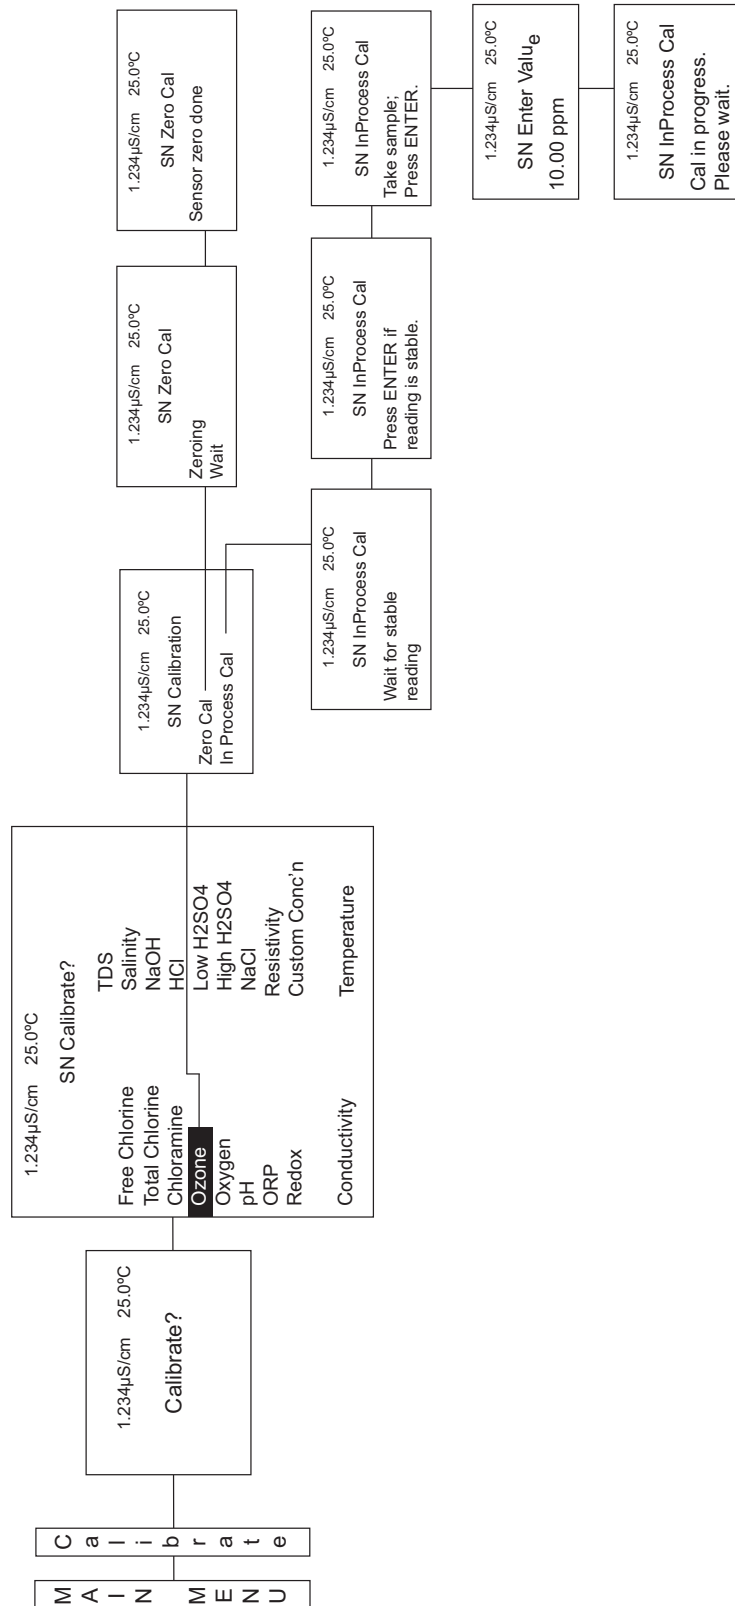 MAIN MENU
Calibrate
1.234µS/cm 25.0ºC
Calibrate?
1.234µS/cm 25.0ºC
SN Calibrate?
Free Chlorine
Total Chlorine
Chloramine
Ozone
Oxygen
pH
ORP
Redox
Conductivity
TDS
Salinity
NaOH
HCl
Low H2SO4
High H2SO4
NaCl
Resistivity
Custom Conc'n
Temperature
1.234µS/cm 25.0ºC
SN Calibration
Zero Cal
In Process Cal
1.234µS/cm 25.0ºC
SN Zero Cal
Zeroing
Wait
1.234µS/cm 25.0ºC
SN Zero Cal
Sensor zero done
1.234µS/cm 25.0ºC
SN InProcess Cal
Wait for stable
reading
1.234µS/cm 25.0ºC
SN InProcess Cal
Press ENTER if
reading is stable.
1.234µS/cm 25.0ºC
SN InProcess Cal
Take sample;
Press ENTER.
1.234µS/cm 25.0ºC
SN Enter Value
10.00 ppm
1.234µS/cm 25.0ºC
SN InProcess Cal
Cal in progress.
Please wait.